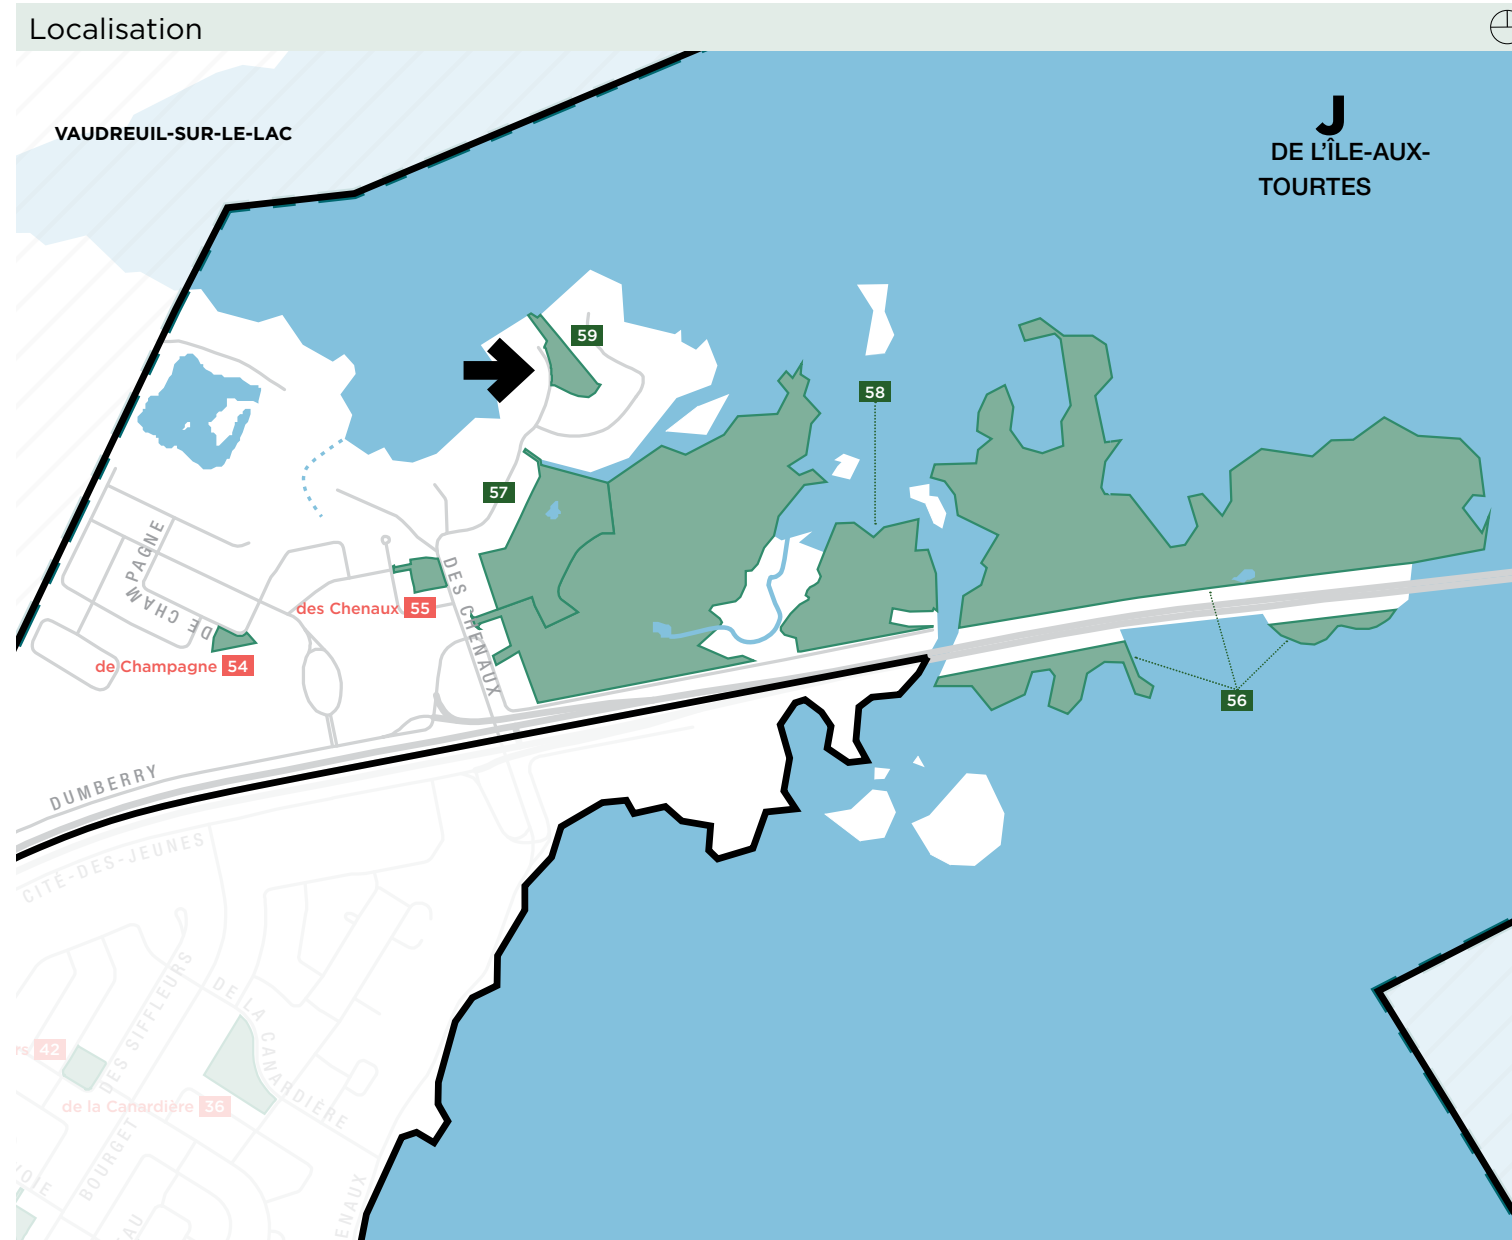 Localisation
VAUDREUIL-SUR-LE-LAC
J
DE L'ÎLE-AUX-
TOURTES
59
58
57
DES CHENAUX
DE CHAMPAGNE
des Chenaux 55
de Champagne 54
56
DUMBERRY
CITÉ-DES-JEUNES
DES SIFFLEURS
DE LA CANARDIÈRE
42
de la Canardière 36
BOURGET